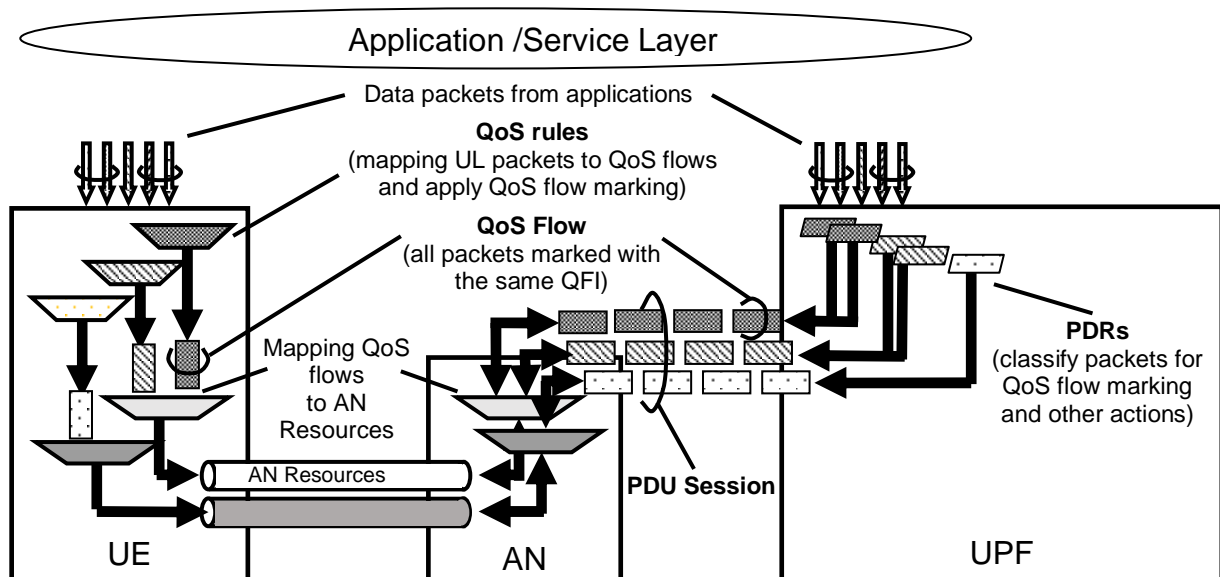 Application /Service Layer
Data packets from applications
QoS rules
(mapping UL packets to QoS flows
and apply QoS flow marking)
QoS Flow
(all packets marked with
the same QFI)
Mapping QoS
flows
to AN
Resources
PDRs
(classify packets for
QoS flow marking
and other actions)
AN Resources
PDU Session
UE
AN
UPF